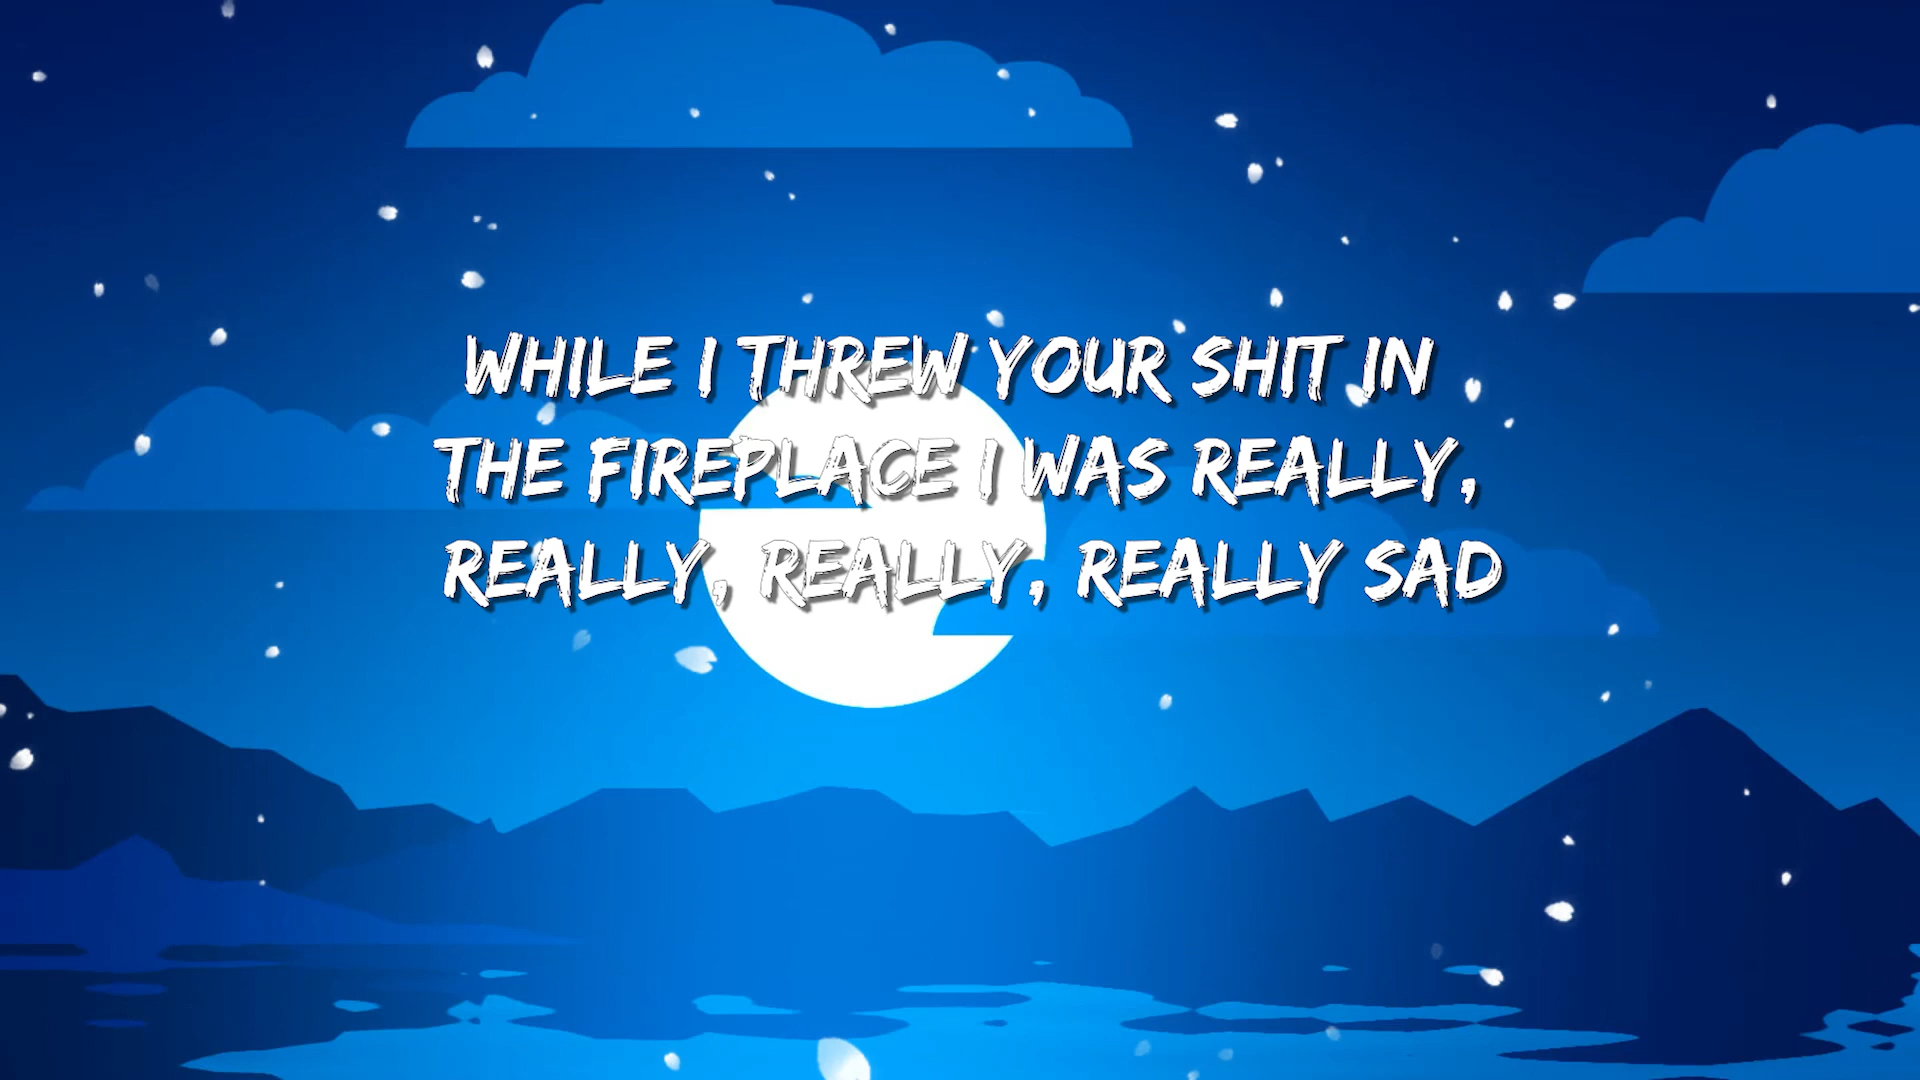 WHILE I THREW YOUR SHIT IN
THE FIREPLACE I WAS REALLY,
REALLY, REALLY, REALLY SAD